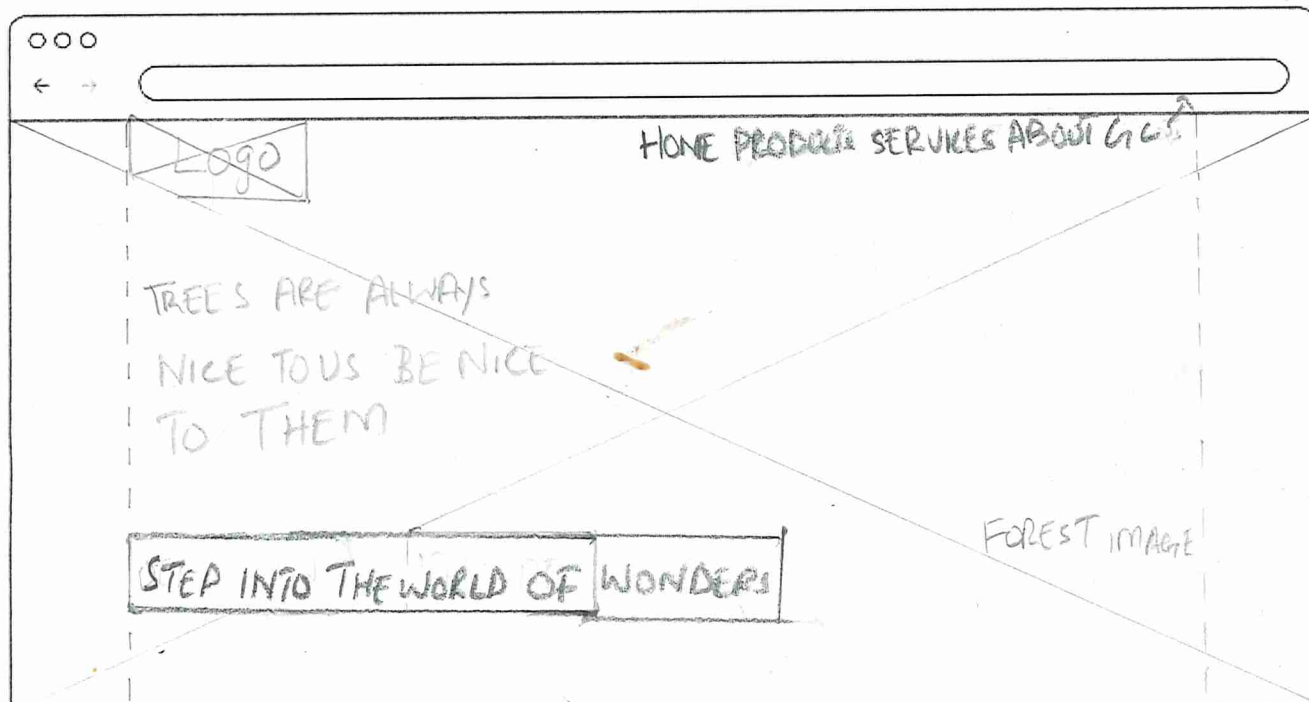 Logo
HOME PRODUCTS SERVICES ABOUT
TREES ARE ALWAYS
NICE TO US BE NICE
TO THEM
STEP INTO THE WORLD OF WONDERS
FOREST IMAGE